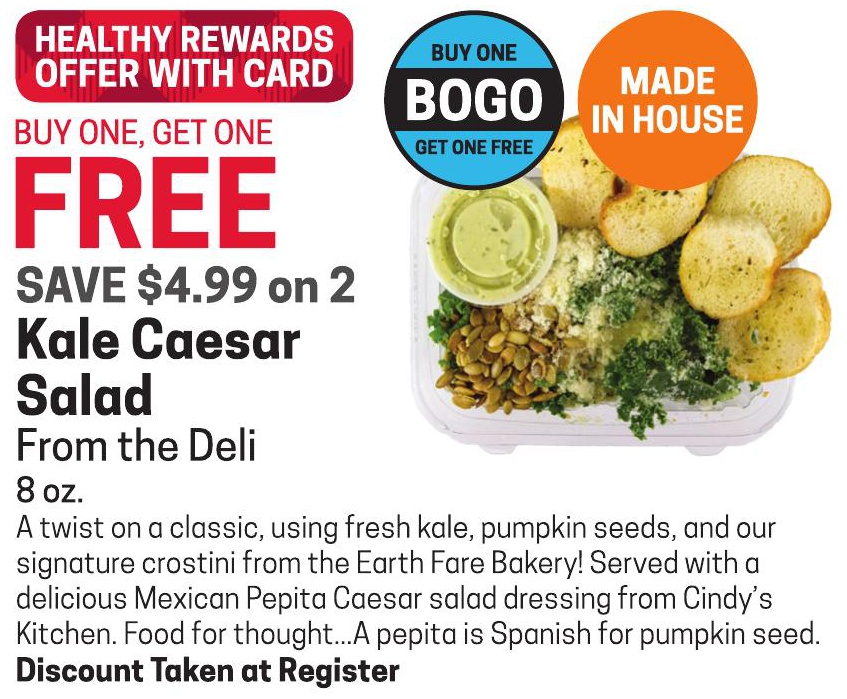 HEALTHY REWARDS
OFFER WITH CARD
BUY ONE, GET ONE
FREE
SAVE $4.99 on 2
Kale Caesar
Salad
From the Deli
8 oz.
BUY ONE
BOGO
GET ONE FREE
MADE
IN HOUSE
A twist on a classic, using fresh kale, pumpkin seeds, and our
signature crostini from the Earth Fare Bakery! Served with a
delicious Mexican Pepita Caesar salad dressing from Cindy's
Kitchen. Food for thought...A pepita is Spanish for pumpkin seed.
Discount Taken at Register